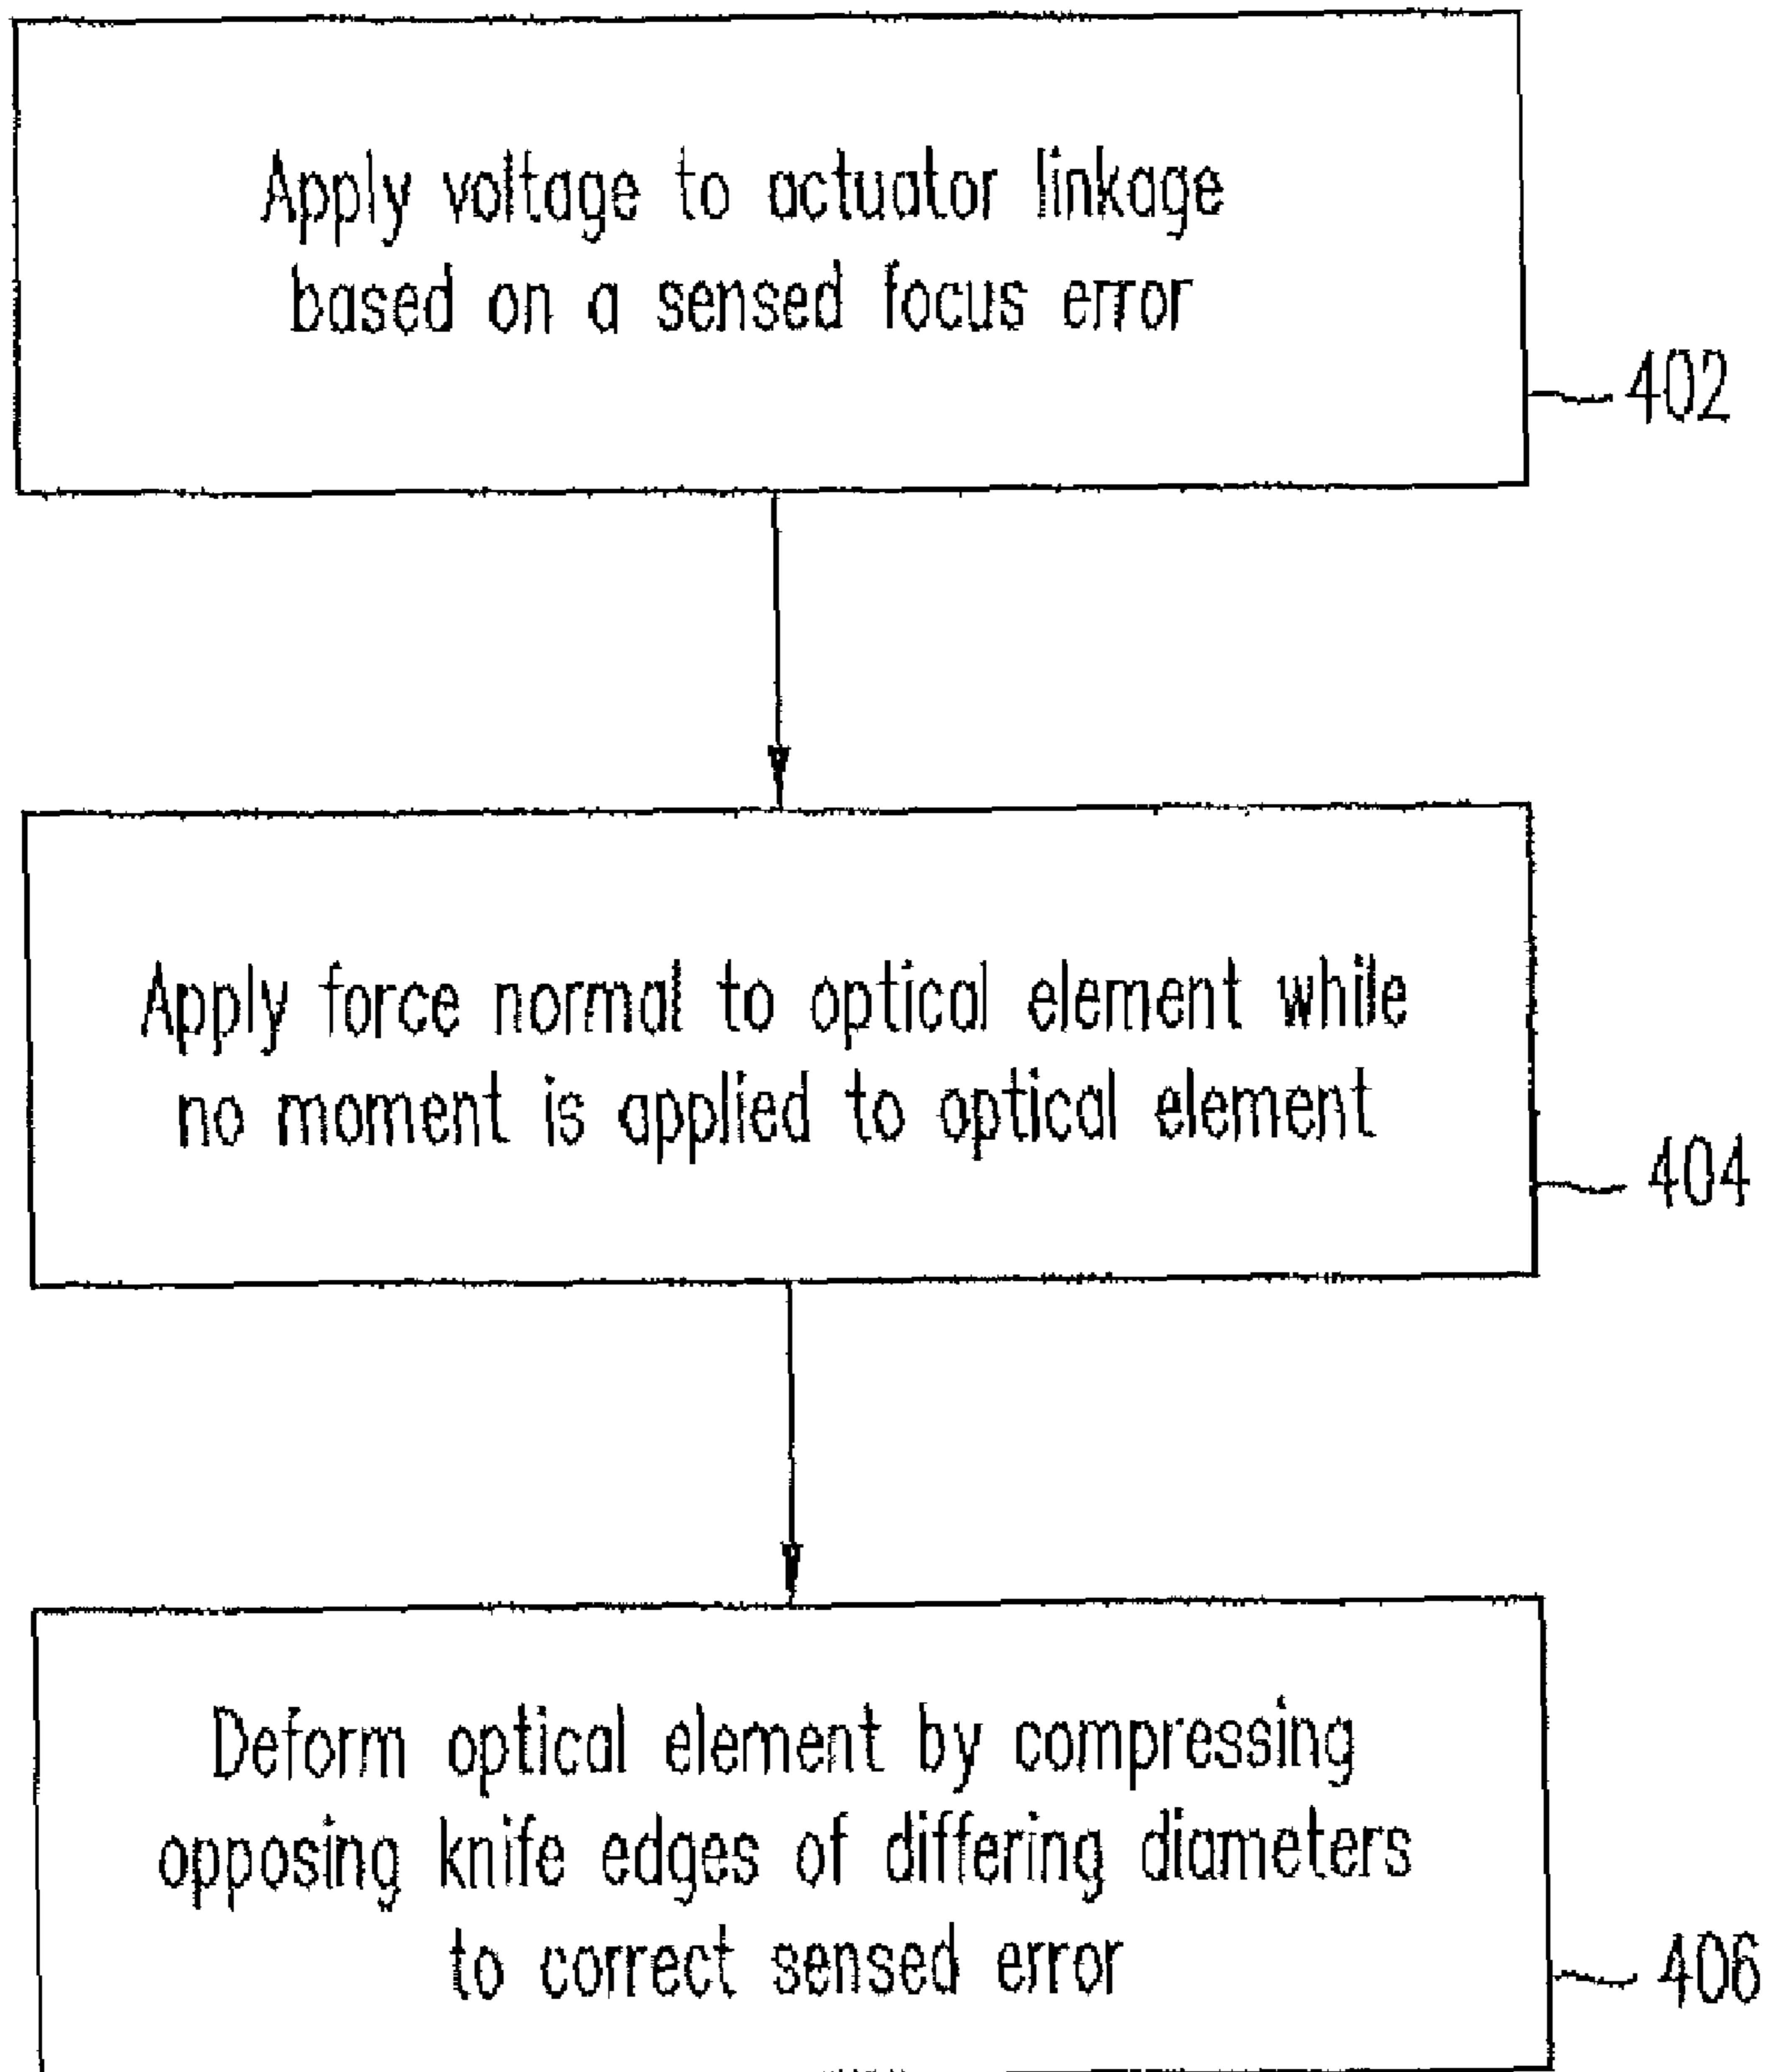 Apply voltage to actuator linkage
based on a sensed focus error
402
Apply force normal to optical element while
no moment is applied to optical element
404
Deform optical element by compressing
opposing knife edges of differing diameters
to correct sensed error
406